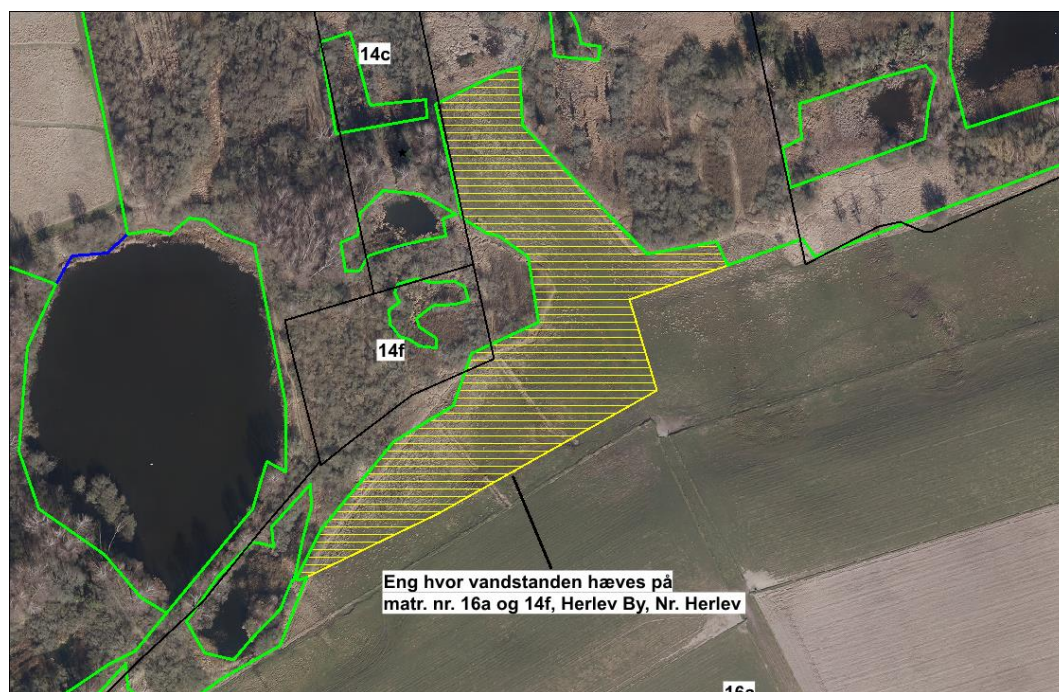 14c
14f
Eng hvor vandstanden hæves på
matr. nr. 16a og 14f, Herlev By, Nr. Herlev
16a